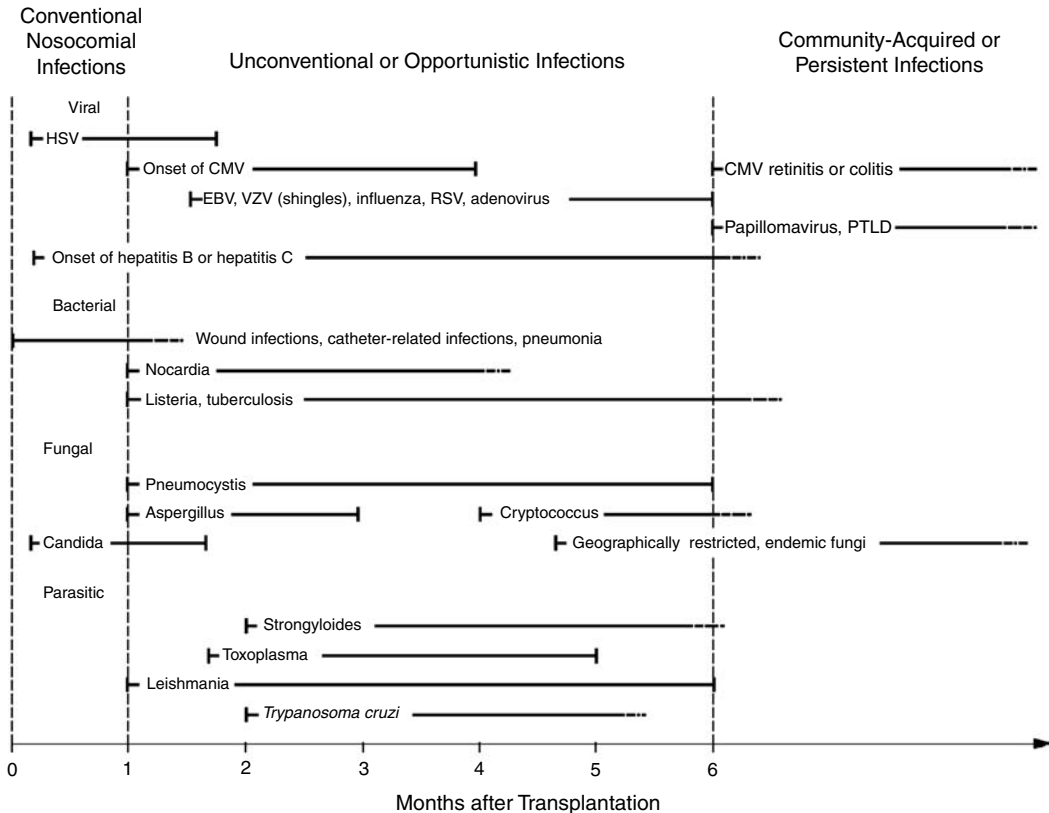 Conventional
Nosocomial
Infections
Unconventional or Opportunistic Infections
Community-Acquired or
Persistent Infections
Viral
HSV
Onset of CMV
CMV retinitis or colitis
EBV, VZV (shingles), influenza, RSV, adenovirus
Papillomavirus, PTLD
Onset of hepatitis B or hepatitis C
Bacterial
Wound infections, catheter-related infections, pneumonia
Nocardia
Listeria, tuberculosis
Fungal
Pneumocystis
Aspergillus
Cryptococcus
Candida
Geographically restricted, endemic fungi
Parasitic
Strongyloides
Toxoplasma
Leishmania
Trypanosoma cruzi
0 1 2 3 4 5 6
Months after Transplantation